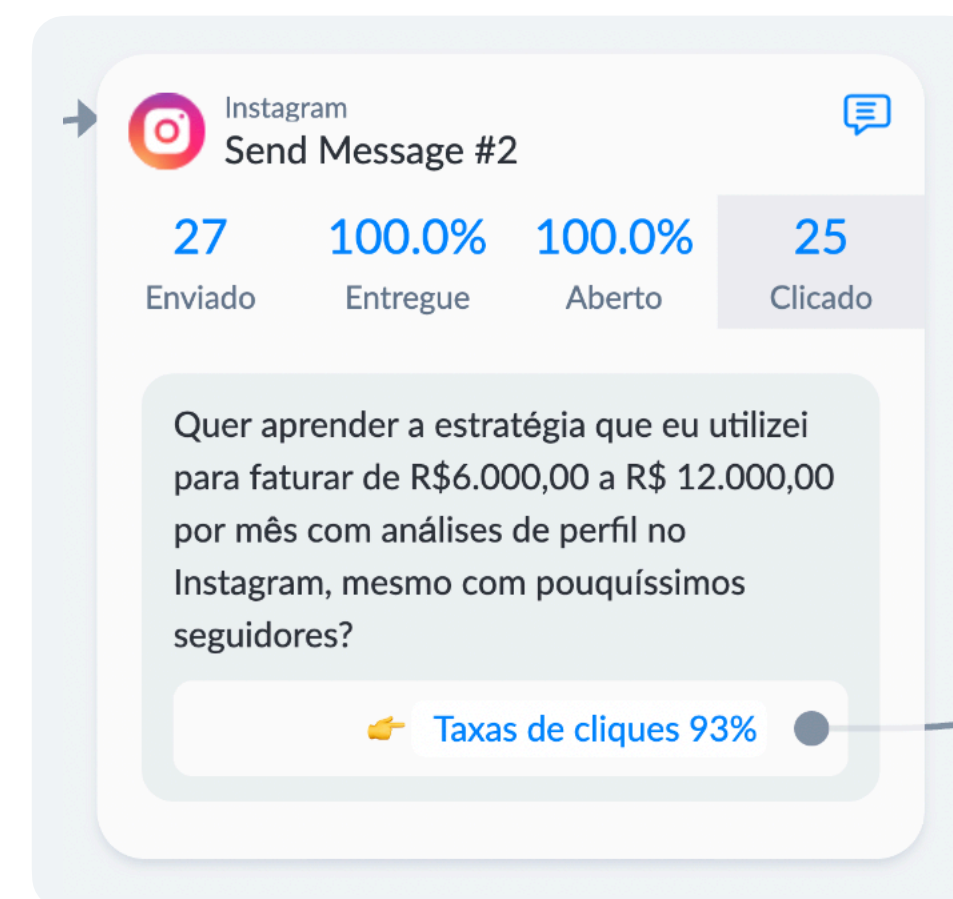 Instagram
Send Message #2
27 100.0% 100.0% 25
Enviado Entregue Aberto Clicado
Quer aprender a estratégia que eu utilizei
para faturar de R$6.000,00 a R$ 12.000,00
por mês com análises de perfil no
Instagram, mesmo com pouquíssimos
seguidores?
👉 Taxas de cliques 93%